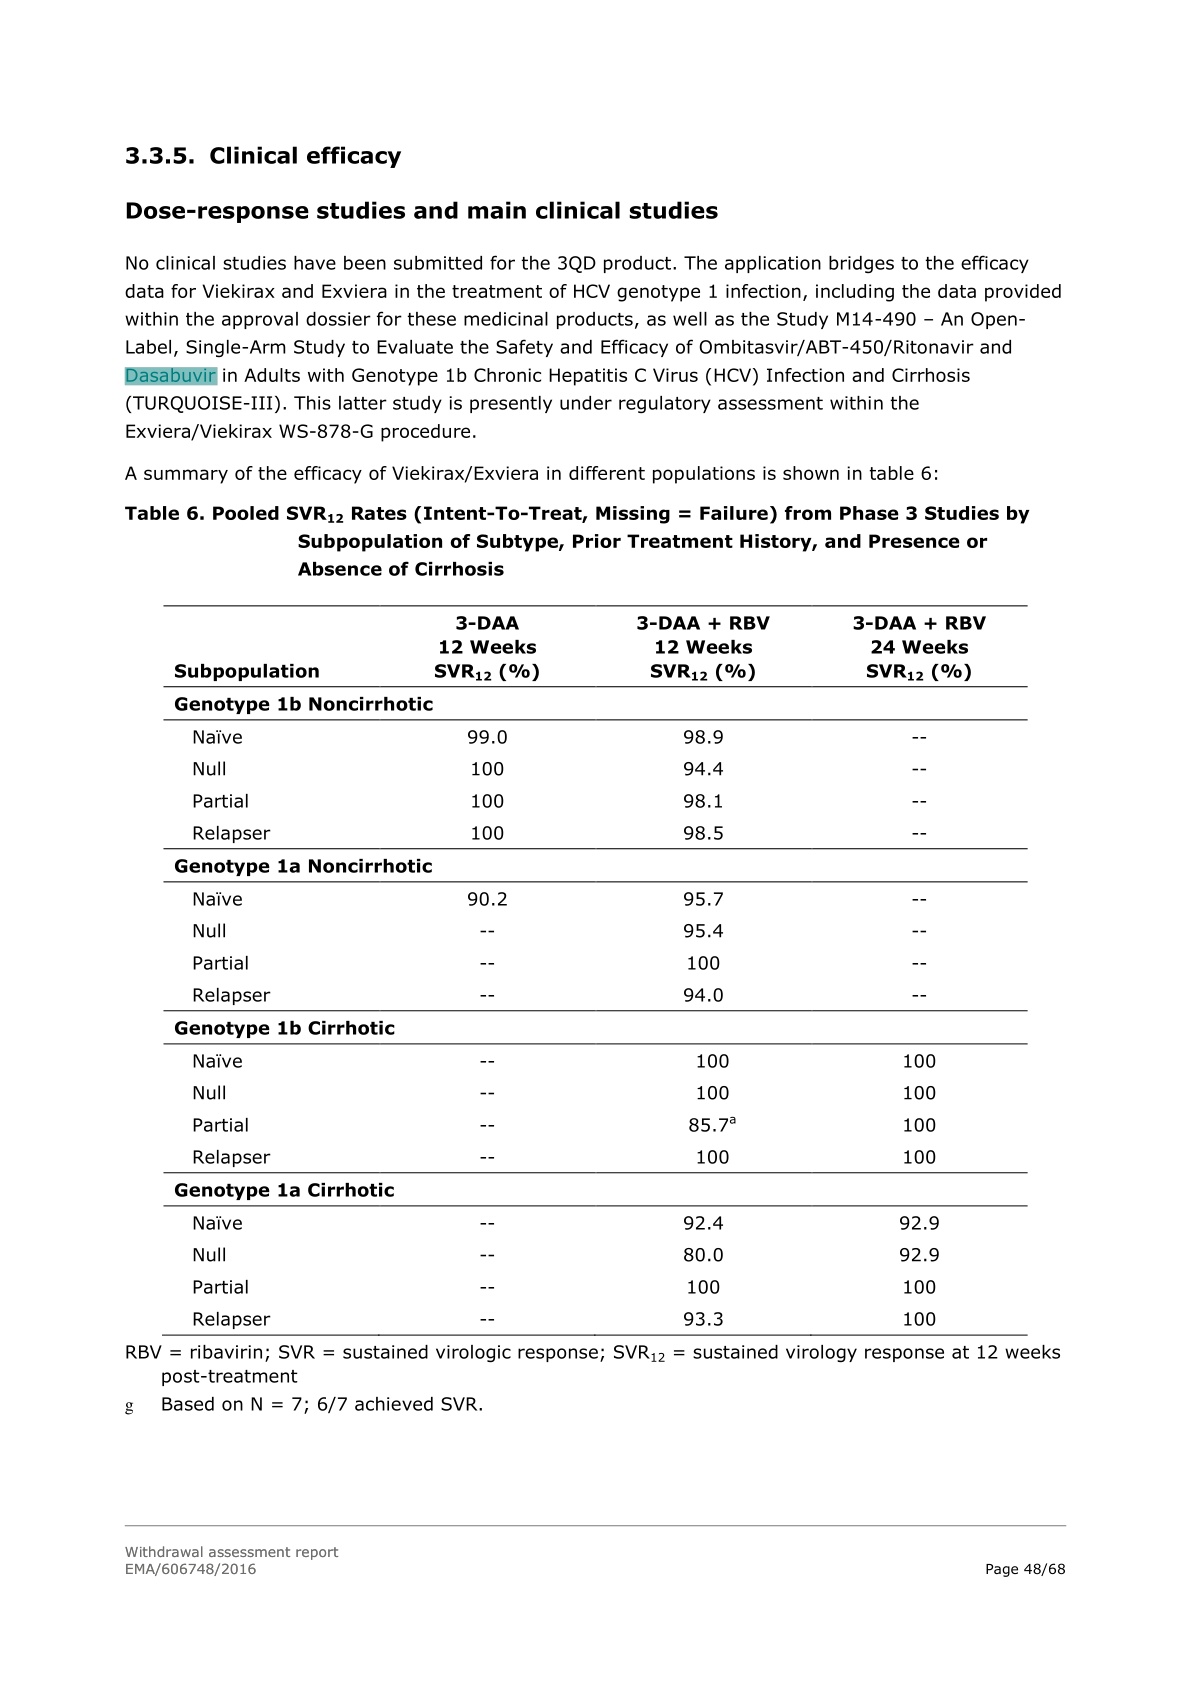 3.3.5. Clinical efficacy
Dose-response studies and main clinical studies
No clinical studies have been submitted for the 3QD product. The application bridges to the efficacy
data for Viekirax and Exviera in the treatment of HCV genotype 1 infection, including the data provided
within the approval dossier for these medicinal products, as well as the Study M14-490 – An Open-
Label, Single-Arm Study to Evaluate the Safety and Efficacy of Ombitasvir/ABT-450/Ritonavir and
Dasabuvir in Adults with Genotype 1b Chronic Hepatitis C Virus (HCV) Infection and Cirrhosis
(TURQUOISE-III). This latter study is presently under regulatory assessment within the
Exviera/Viekirax WS-878-G procedure.
A summary of the efficacy of Viekirax/Exviera in different populations is shown in table 6:
Table 6. Pooled SVR₁₂ Rates (Intent-To-Treat, Missing = Failure) from Phase 3 Studies by
Subpopulation of Subtype, Prior Treatment History, and Presence or
Absence of Cirrhosis
3-DAA 3-DAA + RBV 3-DAA + RBV
12 Weeks 12 Weeks 24 Weeks
Subpopulation SVR₁₂ (%) SVR₁₂ (%) SVR₁₂ (%)
Genotype 1b Noncirrhotic
Naïve 99.0 98.9 --
Null 100 94.4 --
Partial 100 98.1 --
Relapser 100 98.5 --
Genotype 1a Noncirrhotic
Naïve 90.2 95.7 --
Null -- 95.4 --
Partial -- 100 --
Relapser -- 94.0 --
Genotype 1b Cirrhotic
Naïve -- 100 100
Null -- 100 100
Partial -- 85.7ᵃ 100
Relapser -- 100 100
Genotype 1a Cirrhotic
Naïve -- 92.4 92.9
Null -- 80.0 92.9
Partial -- 100 100
Relapser -- 93.3 100
RBV = ribavirin; SVR = sustained virologic response; SVR₁₂ = sustained virology response at 12 weeks
post-treatment
g Based on N = 7; 6/7 achieved SVR.
Withdrawal assessment report
EMA/606748/2016 Page 48/68